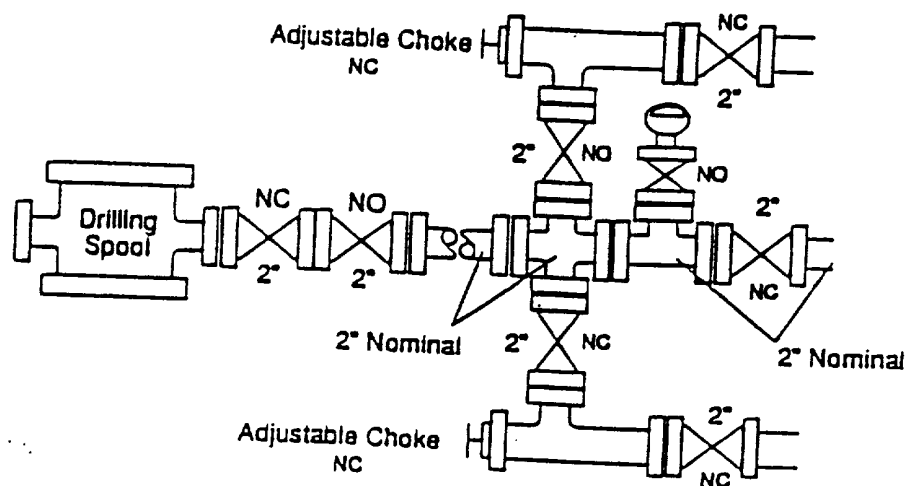 Adjustable Choke
NC
NC
2"
2"
NO
NO
Drilling
Spool
NC
NO
2"
2"
2"
NC
2" Nominal
2"
NC
2" Nominal
Adjustable Choke
NC
2"
NC